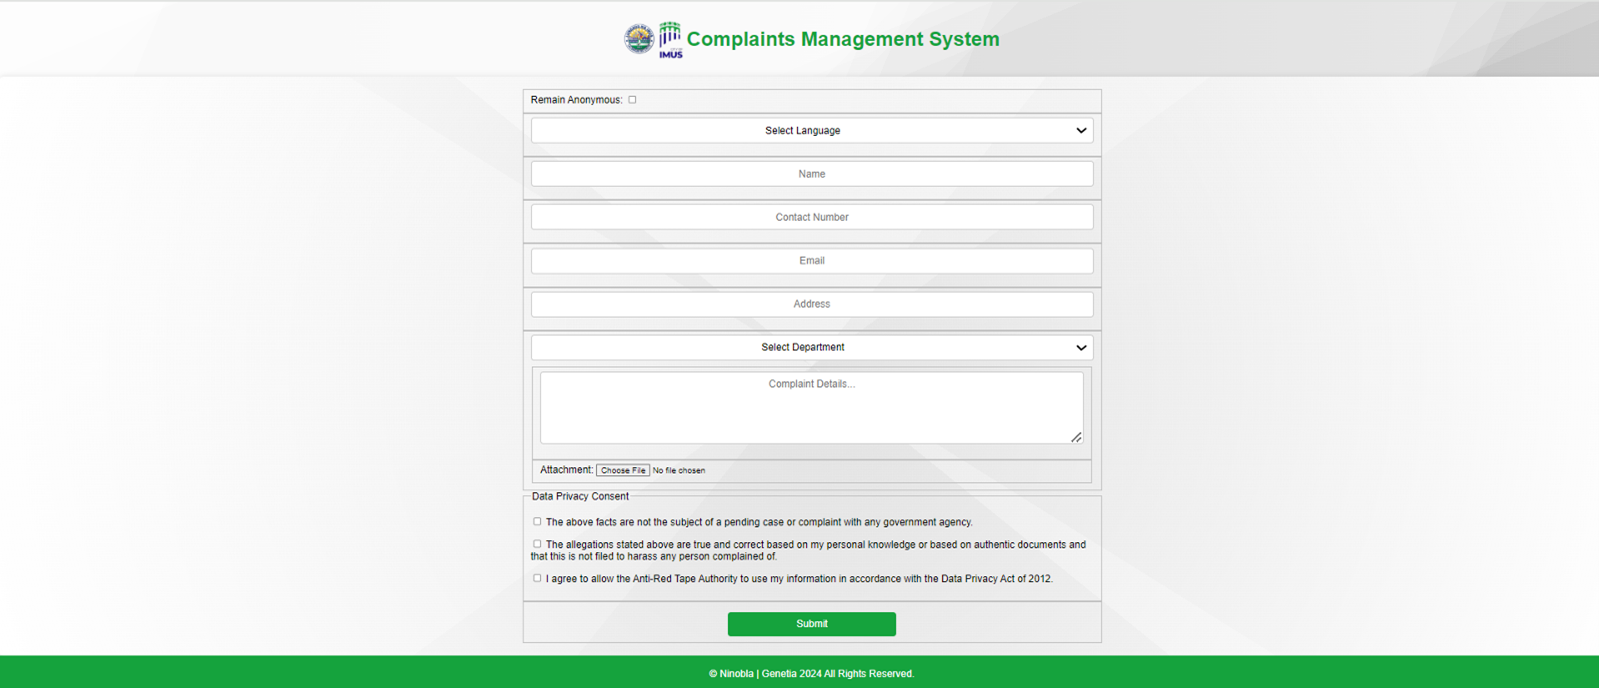 IMUS
Complaints Management System
Remain Anonymous:
Select Language
Name
Contact Number
Email
Address
Select Department
Complaint Details...
Attachment: Choose File No file chosen
Data Privacy Consent
The above facts are not the subject of a pending case or complaint with any government agency.
The allegations stated above are true and correct based on my personal knowledge or based on authentic documents and
that this is not filed to harass any person complained of.
I agree to allow the Anti-Red Tape Authority to use my information in accordance with the Data Privacy Act of 2012.
Submit
© Ninobla | Genetia 2024 All Rights Reserved.